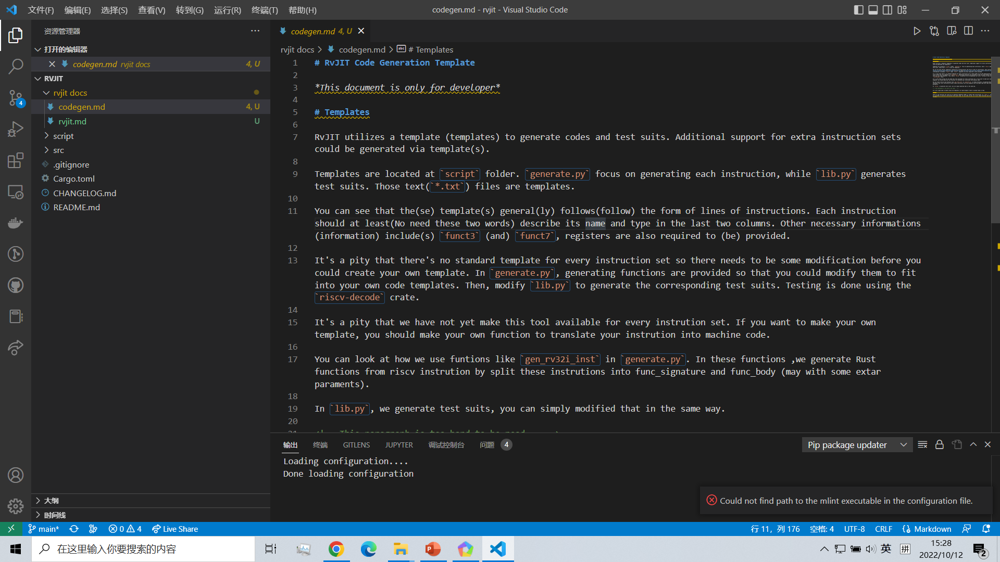 文件(F) 编辑(E) 选择(S) 查看(V) 转到(G) 运行(R) 终端(T) 帮助(H)
codegen.md - rvjit - Visual Studio Code
资源管理器
打开的编辑器
codegen.md rvjit docs 4, U
RVJIT
rvjit docs
codegen.md 4, U
rvjit.md U
script
src
.gitignore
Cargo.toml
CHANGELOG.md
README.md
大纲
时间线
4
codegen.md 4, U
rvjit docs > codegen.md > # Templates
1 # RvJIT Code Generation Template
2
3 *This document is only for developer*
4
5 # Templates
6
7 RvJIT utilizes a template (templates) to generate codes and test suits. Additional support for extra instruction sets
could be generated via template(s).
8
9 Templates are located at `script` folder. `generate.py` focus on generating each instruction, while `lib.py` generates
test suits. Those text(`*.txt`) files are templates.
10
11 You can see that the(se) template(s) general(ly) follows(follow) the form of lines of instructions. Each instruction
should at least(No need these two words) describe its name and type in the last two columns. Other necessary informations
(information) include(s) `funct3` (and) `funct7`, registers are also required to (be) provided.
12
13 It's a pity that there's no standard template for every instruction set so there needs to be some modification before you
could create your own template. In `generate.py`, generating functions are provided so that you could modify them to fit
into your own code templates. Then, modify `lib.py` to generate the corresponding test suits. Testing is done using the
`riscv-decode` crate.
14
15 It's a pity that we have not yet make this tool available for every instrution set. If you want to make your own
template, you should make your own function to translate your instrution into machine code.
16
17 You can look at how we use funtions like `gen_rv32i_inst` in `generate.py`. In these functions ,we generate Rust
functions from riscv instrution by split these instrutions into func_signature and func_body (may with some extar
paraments).
18
19 In `lib.py`, we generate test suits, you can simply modified that in the same way.
20
输出 终端 GITLENS JUPYTER 调试控制台 问题 4
Pip package updater
Loading configuration....
Done loading configuration
Could not find path to the mlint executable in the configuration file.
main* 0 4 Live Share
行 11，列 176 空格: 4 UTF-8 CRLF Markdown
在这里输入你要搜索的内容
英 拼
15:28
2022/10/12
2